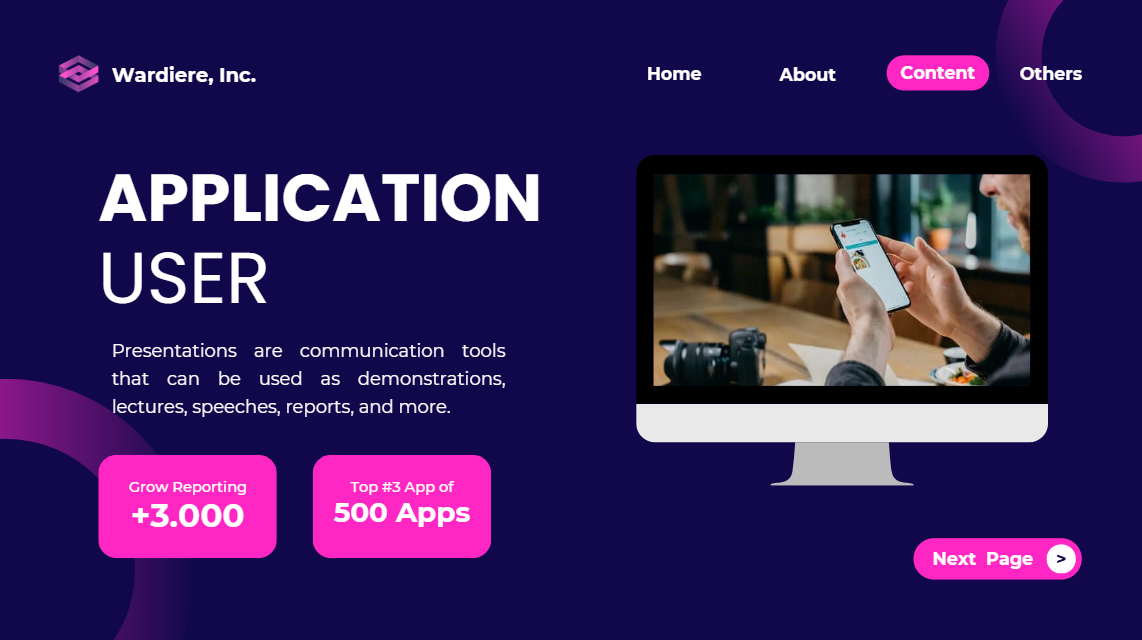 Wardiere, Inc.
Home
About
Content
Others
APPLICATION
USER
Presentations are communication tools
that can be used as demonstrations,
lectures, speeches, reports, and more.
Grow Reporting
+3.000
Top #3 App of
500 Apps
Next Page
>